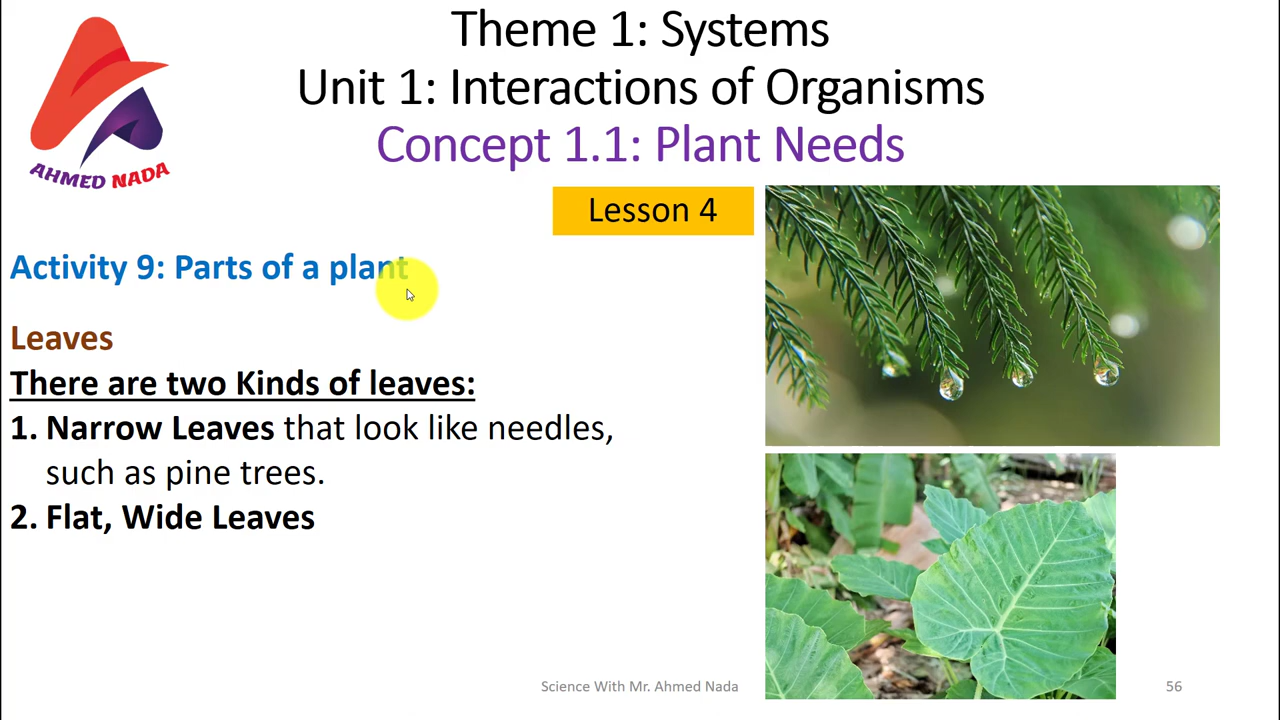 AHMED NADA
Theme 1: Systems
Unit 1: Interactions of Organisms
Concept 1.1: Plant Needs
Lesson 4
Activity 9: Parts of a plant
Leaves
There are two Kinds of leaves:
1. Narrow Leaves that look like needles,
such as pine trees.
2. Flat, Wide Leaves
Science With Mr. Ahmed Nada
56